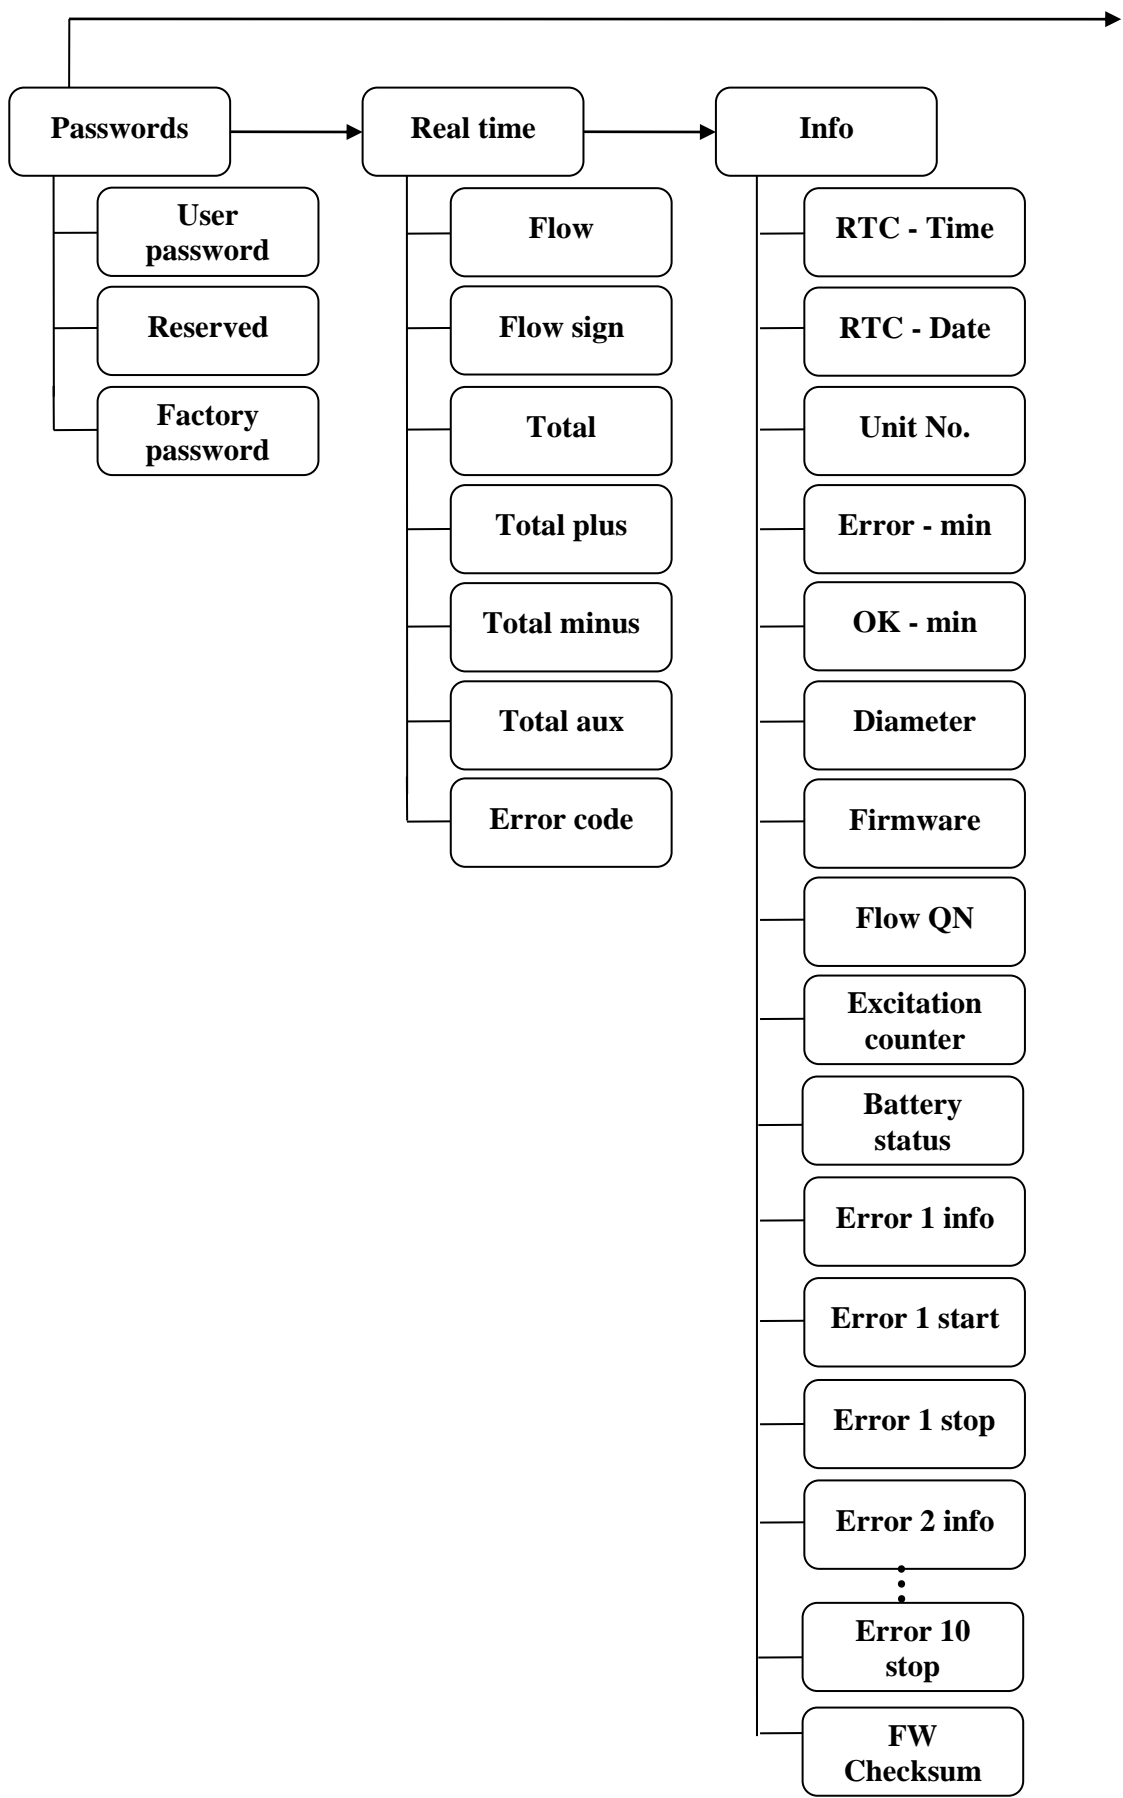 Passwords
User
password
Reserved
Factory
password
Real time
Flow
Flow sign
Total
Total plus
Total minus
Total aux
Error code
Info
RTC - Time
RTC - Date
Unit No.
Error - min
OK - min
Diameter
Firmware
Flow QN
Excitation
counter
Battery
status
Error 1 info
Error 1 start
Error 1 stop
Error 2 info
Error 10
stop
FW
Checksum